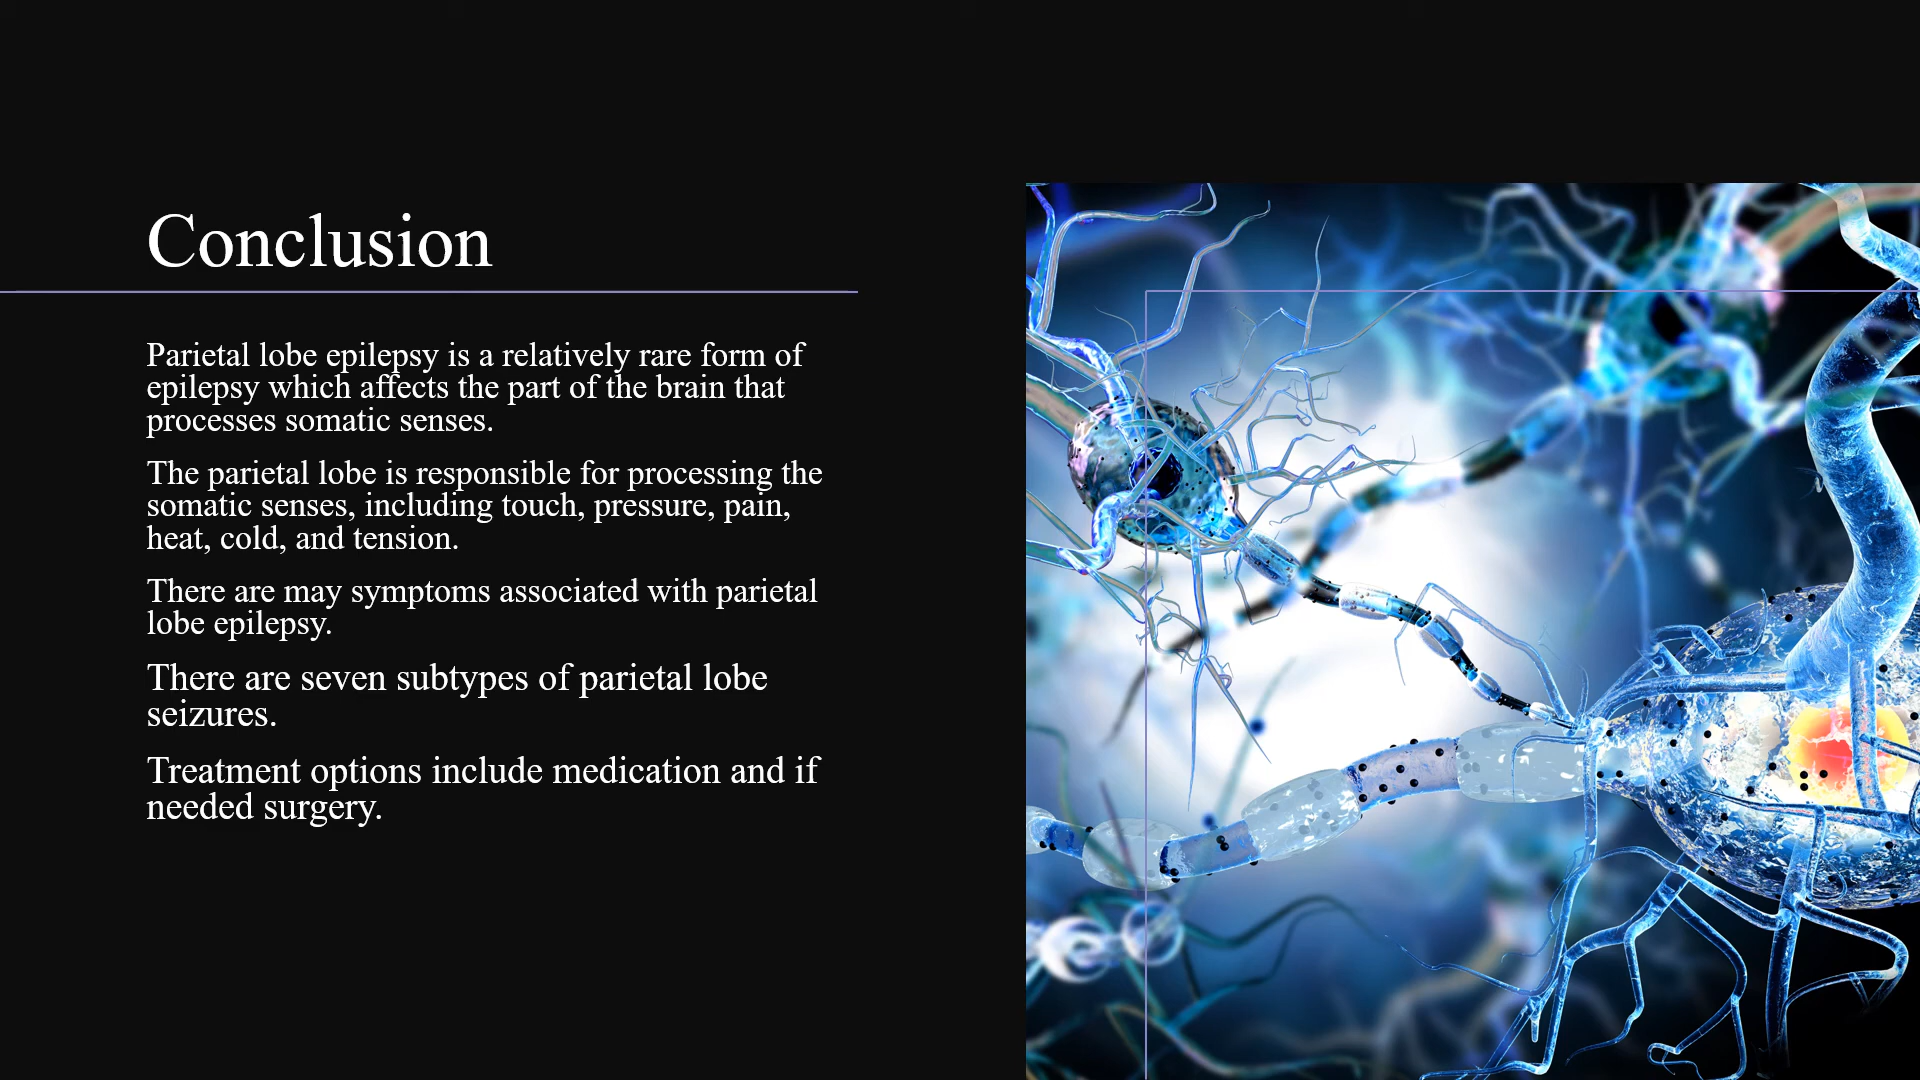 Conclusion
Parietal lobe epilepsy is a relatively rare form of
epilepsy which affects the part of the brain that
processes somatic senses.
The parietal lobe is responsible for processing the
somatic senses, including touch, pressure, pain,
heat, cold, and tension.
There are may symptoms associated with parietal
lobe epilepsy.
There are seven subtypes of parietal lobe
seizures.
Treatment options include medication and if
needed surgery.